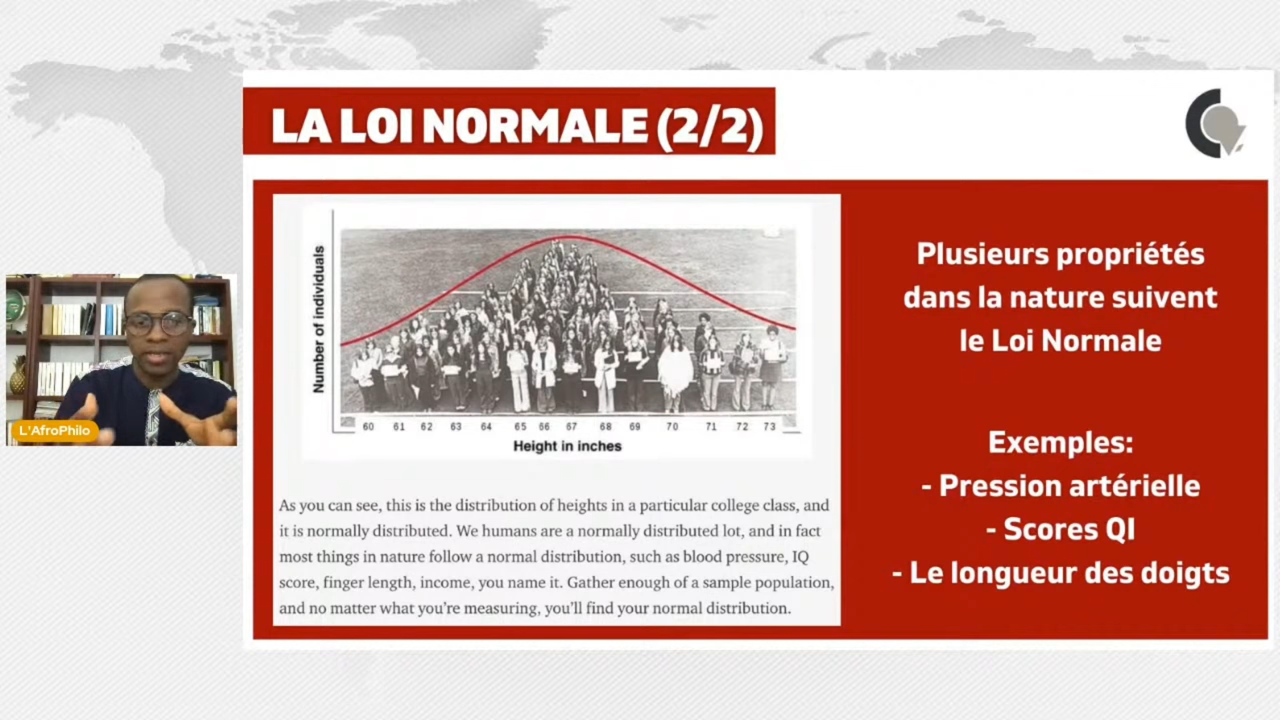 LA LOI NORMALE (2/2)
Number of individuals
60 61 62 63 64 65 66 67 68 69 70 71 72 73
Height in inches
As you can see, this is the distribution of heights in a particular college class, and
it is normally distributed. We humans are a normally distributed lot, and in fact
most things in nature follow a normal distribution, such as blood pressure, IQ
score, finger length, income, you name it. Gather enough of a sample population,
and no matter what you're measuring, you'll find your normal distribution.
Plusieurs propriétés
dans la nature suivent
le Loi Normale
Exemples:
- Pression artérielle
- Scores QI
- Le longueur des doigts
L'AfroPhilo